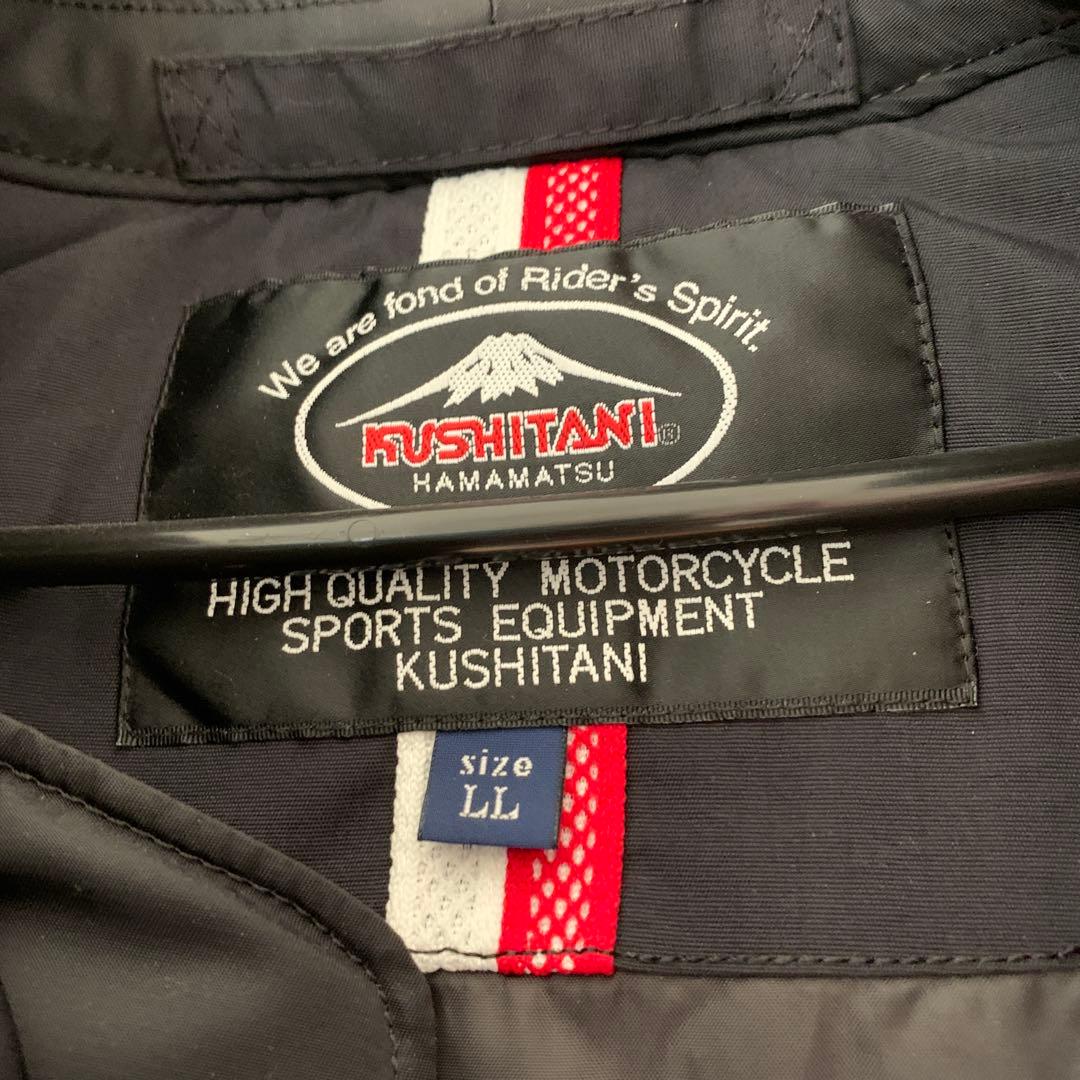 We are fond of Rider's Spirit.
KUSHITANI®
HAMAMATSU
HIGH QUALITY MOTORCYCLE
SPORTS EQUIPMENT
KUSHITANI
size
LL